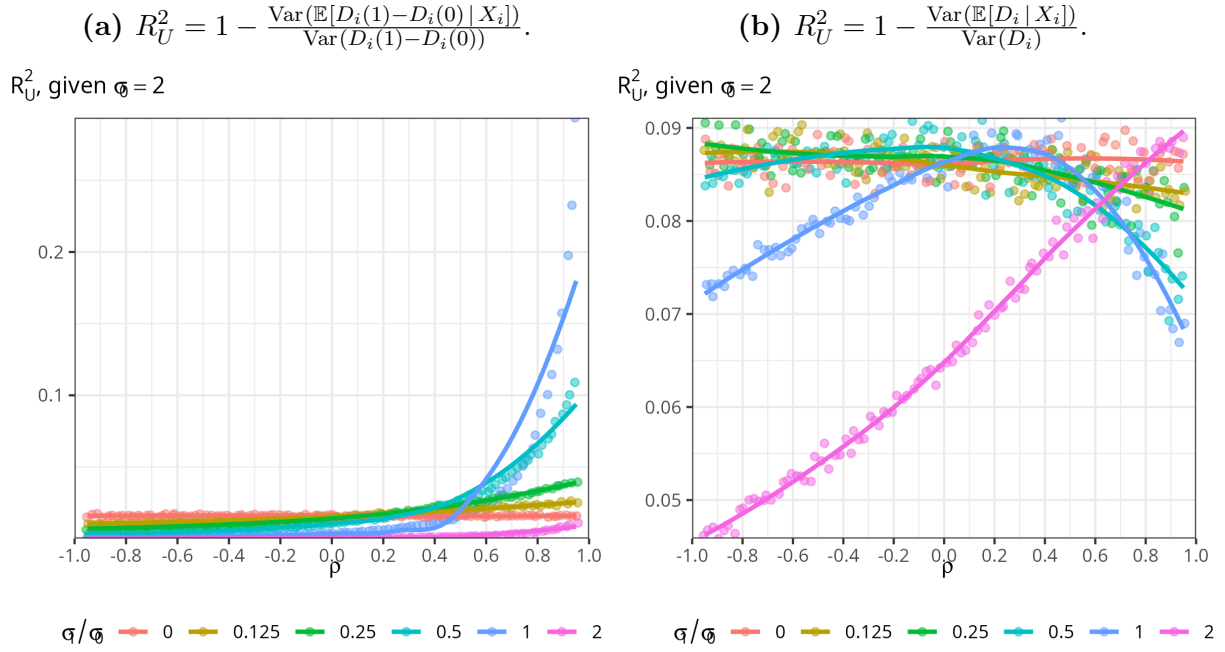 (a) $R_U^2 = 1 - \frac{\mathrm{Var}(\mathbb{E}[D_i(1)-D_i(0)\,|\,X_i])}{\mathrm{Var}(D_i(1)-D_i(0))}$.
R²_U, given σ₀ = 2
0.2
0.1
-1.0 -0.8 -0.6 -0.4 -0.2 0.0 0.2 0.4 0.6 0.8 1.0
ρ
σ₁/σ₀ 0 0.125 0.25 0.5 1 2
(b) $R_U^2 = 1 - \frac{\mathrm{Var}(\mathbb{E}[D_i\,|\,X_i])}{\mathrm{Var}(D_i)}$.
R²_U, given σ₀ = 2
0.09
0.08
0.07
0.06
0.05
-1.0 -0.8 -0.6 -0.4 -0.2 0.0 0.2 0.4 0.6 0.8 1.0
ρ
σ₁/σ₀ 0 0.125 0.25 0.5 1 2